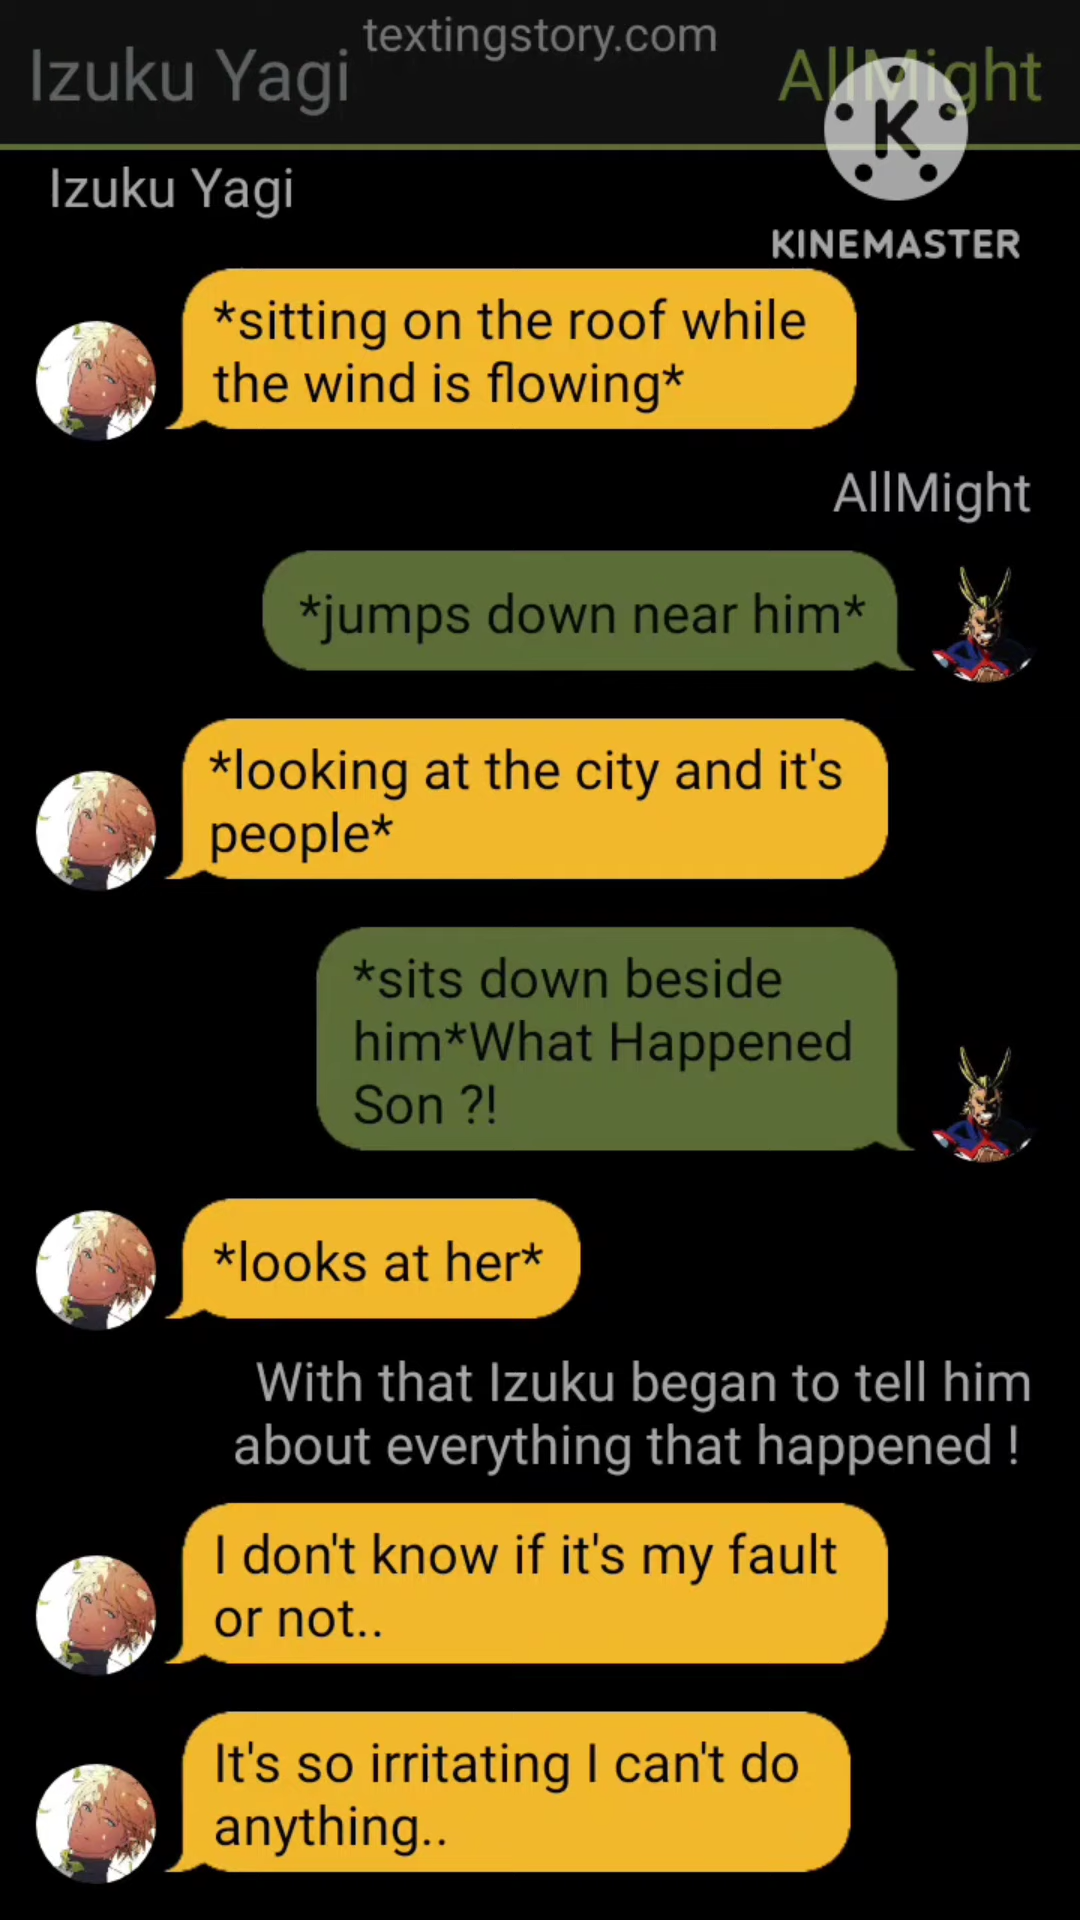 textingstory.com
Izuku Yagi
AllMight
K
KINEMASTER
Izuku Yagi
*sitting on the roof while
the wind is flowing*
AllMight
*jumps down near him*
*looking at the city and it's
people*
*sits down beside
him*What Happened
Son ?!
*looks at her*
With that Izuku began to tell him
about everything that happened !
I don't know if it's my fault
or not..
It's so irritating I can't do
anything..